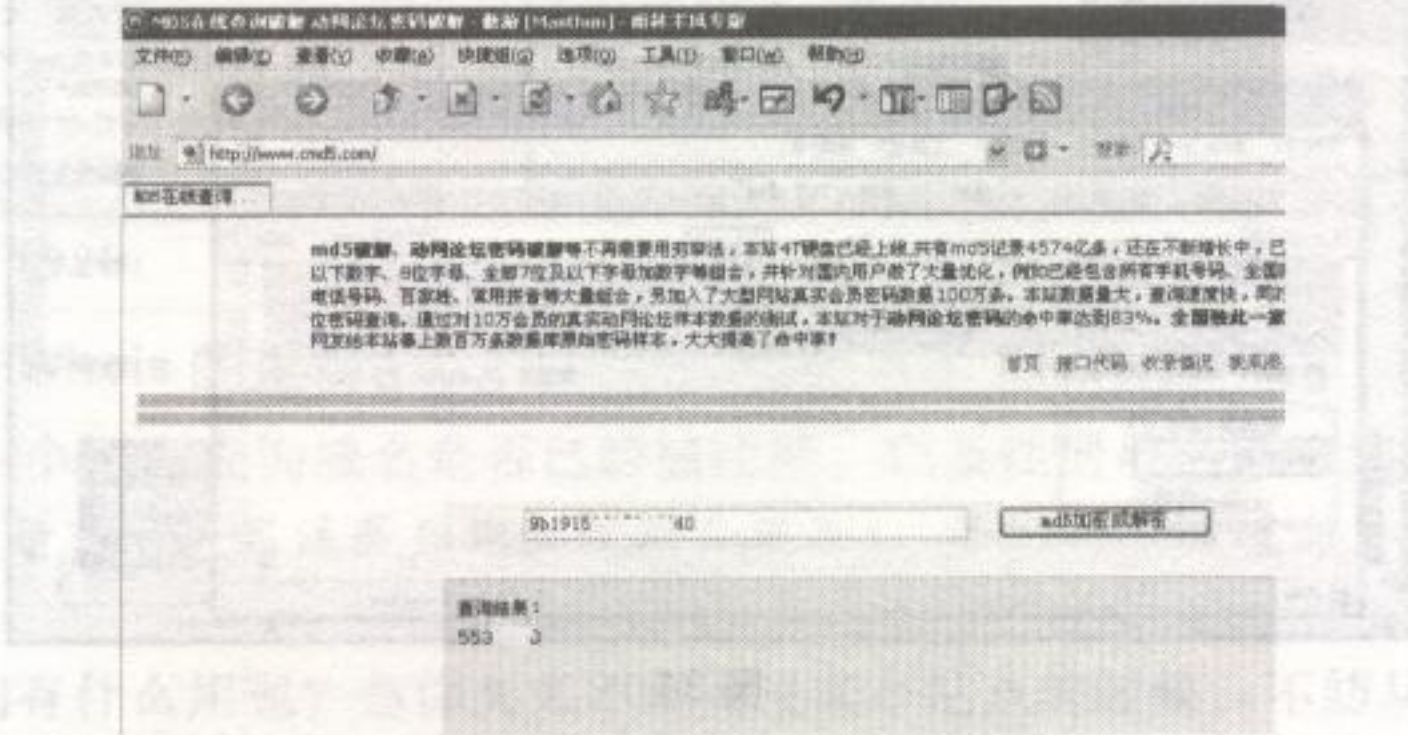 MD5在线查询破解 动网论坛密码破解 - 傲游 [Maxthon] -
文件(F) 编辑(E) 查看(V) 收藏(A) 快捷组(G) 选项(O) 工具(T) 窗口(W) 帮助(H)
地址 http://www.cmd5.com/
MD5在线查询
md5破解、动网论坛密码破解等不再需要用穷举法，本站4T硬盘已经上线,共有md5记录4574亿条，还在不断增长中，已
以下数字、8位字母、全部7位及以下字母加数字等组合，并针对国内用户做了大量优化，例如已经包含所有手机号码、全国
电话号码、百家姓、常用拼音等大量组合，另加入了大型网站真实会员密码数据100万条。本站数据量大，查询速度快，同
位密码查询。通过对10万会员的真实动网论坛样本数据的测试，本站对于动网论坛密码的命中率达到83%。全国独此一家
网友给本站奉上数百万条数据库原始密码样本，大大提高了命中率!
首页 接口代码 收录情况
9b1915 40 md5加密或解密
查询结果:
553 3